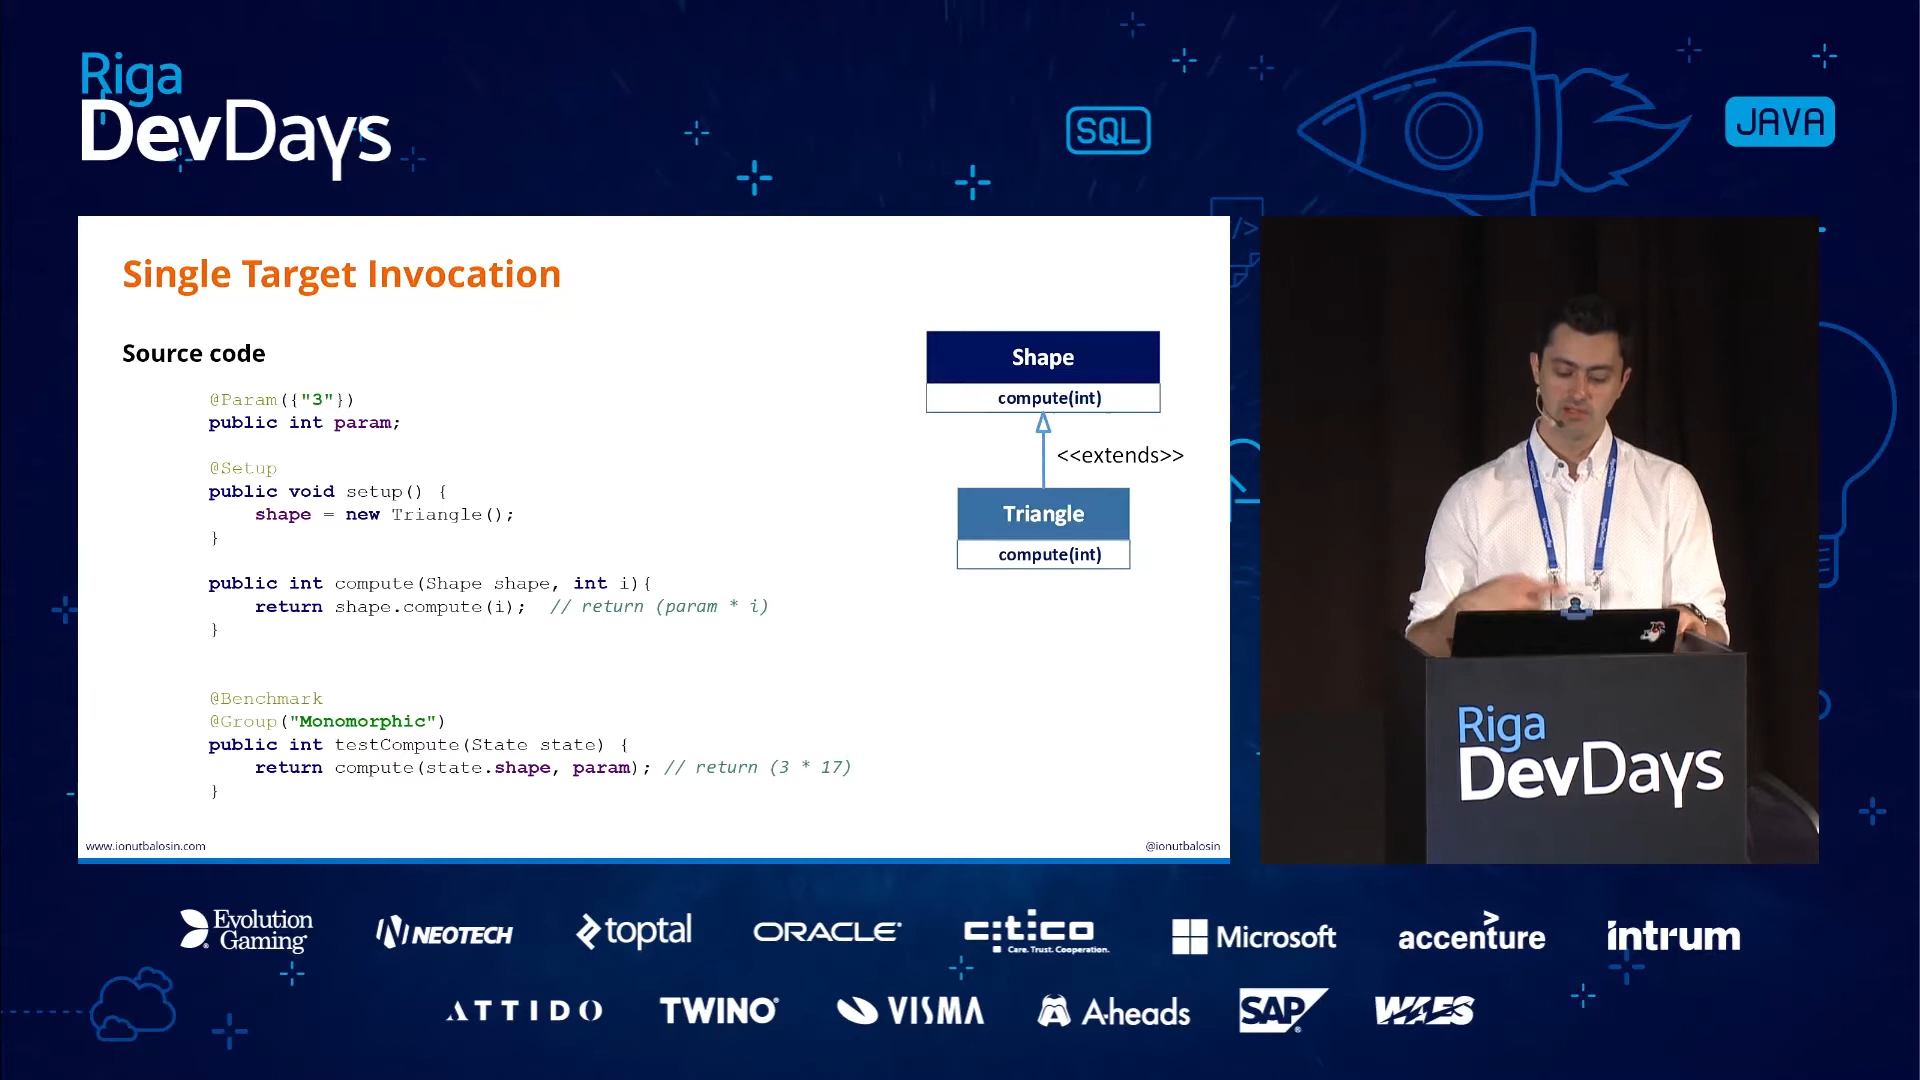 Riga
DevDays
SQL
JAVA
</>
Single Target Invocation
Source code
@Param({"3"})
public int param;
@Setup
public void setup() {
shape = new Triangle();
}
public int compute(Shape shape, int i){
return shape.compute(i);  // return (param * i)
}
@Benchmark
@Group("Monomorphic")
public int testCompute(State state) {
return compute(state.shape, param); // return (3 * 17)
}
Shape
compute(int)
<<extends>>
Triangle
compute(int)
www.ionutbalosin.com
@ionutbalosin
Riga
DevDays
Evolution
Gaming
NEOTECH
toptal
ORACLE
citico
Care. Trust. Cooperation.
Microsoft
accenture
intrum
ATTIDO
TWINO
VISMA
A-heads
SAP